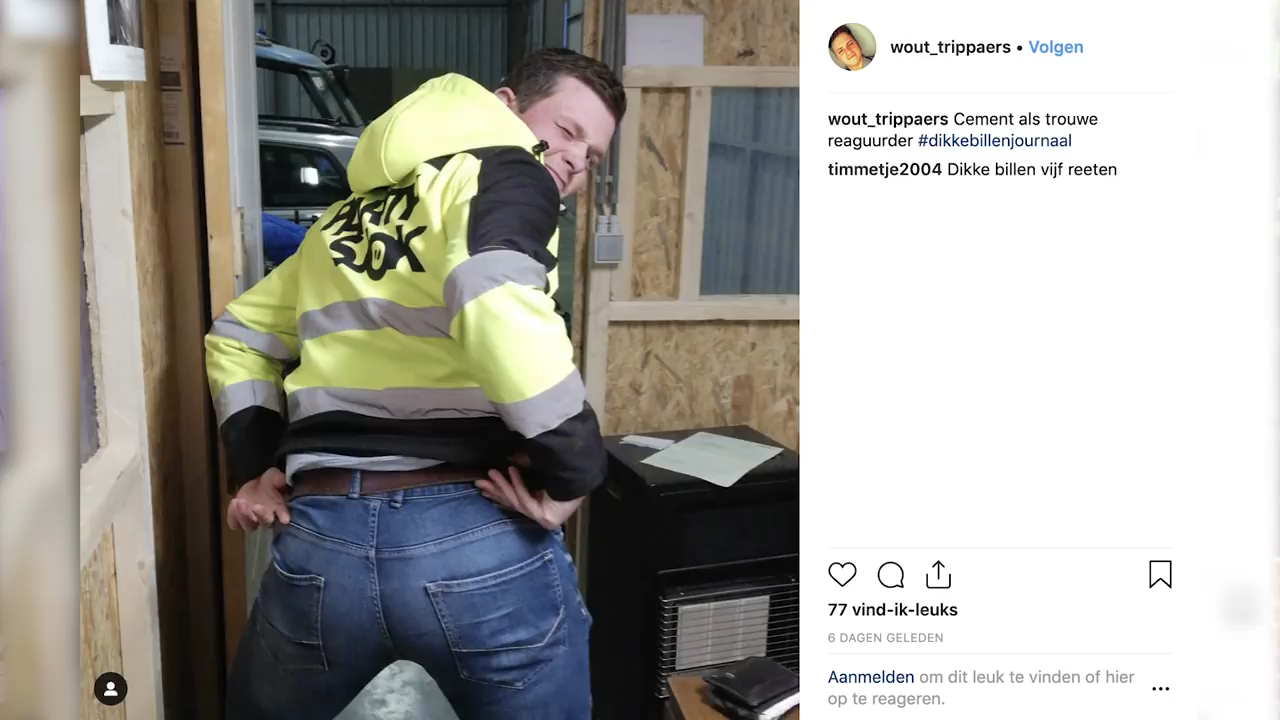 wout_trippaers • Volgen
wout_trippaers Cement als trouwe
reaguurder #dikkebillenjournaal
timmetje2004 Dikke billen vijf reeten
77 vind-ik-leuks
6 DAGEN GELEDEN
Aanmelden om dit leuk te vinden of hier
op te reageren.